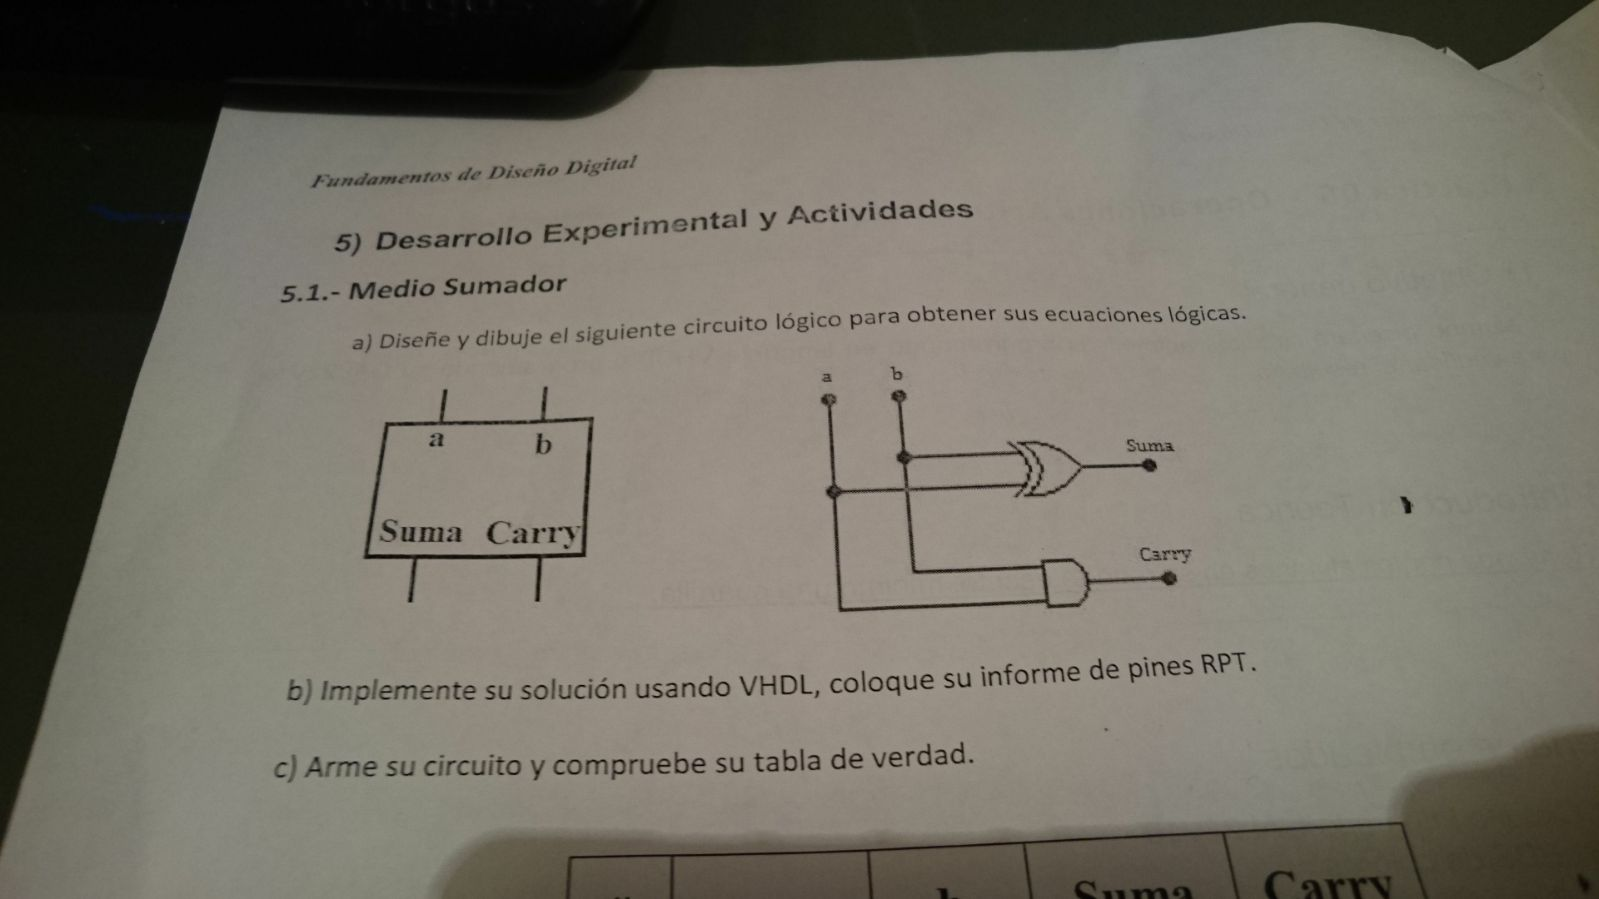 Fundamentos de Diseño Digital
5) Desarrollo Experimental y Actividades
5.1.- Medio Sumador
a) Diseñe y dibuje el siguiente circuito lógico para obtener sus ecuaciones lógicas.
a b
Suma Carry
a b
Suma
Carry
b) Implemente su solución usando VHDL, coloque su informe de pines RPT.
c) Arme su circuito y compruebe su tabla de verdad.
b Suma Carry